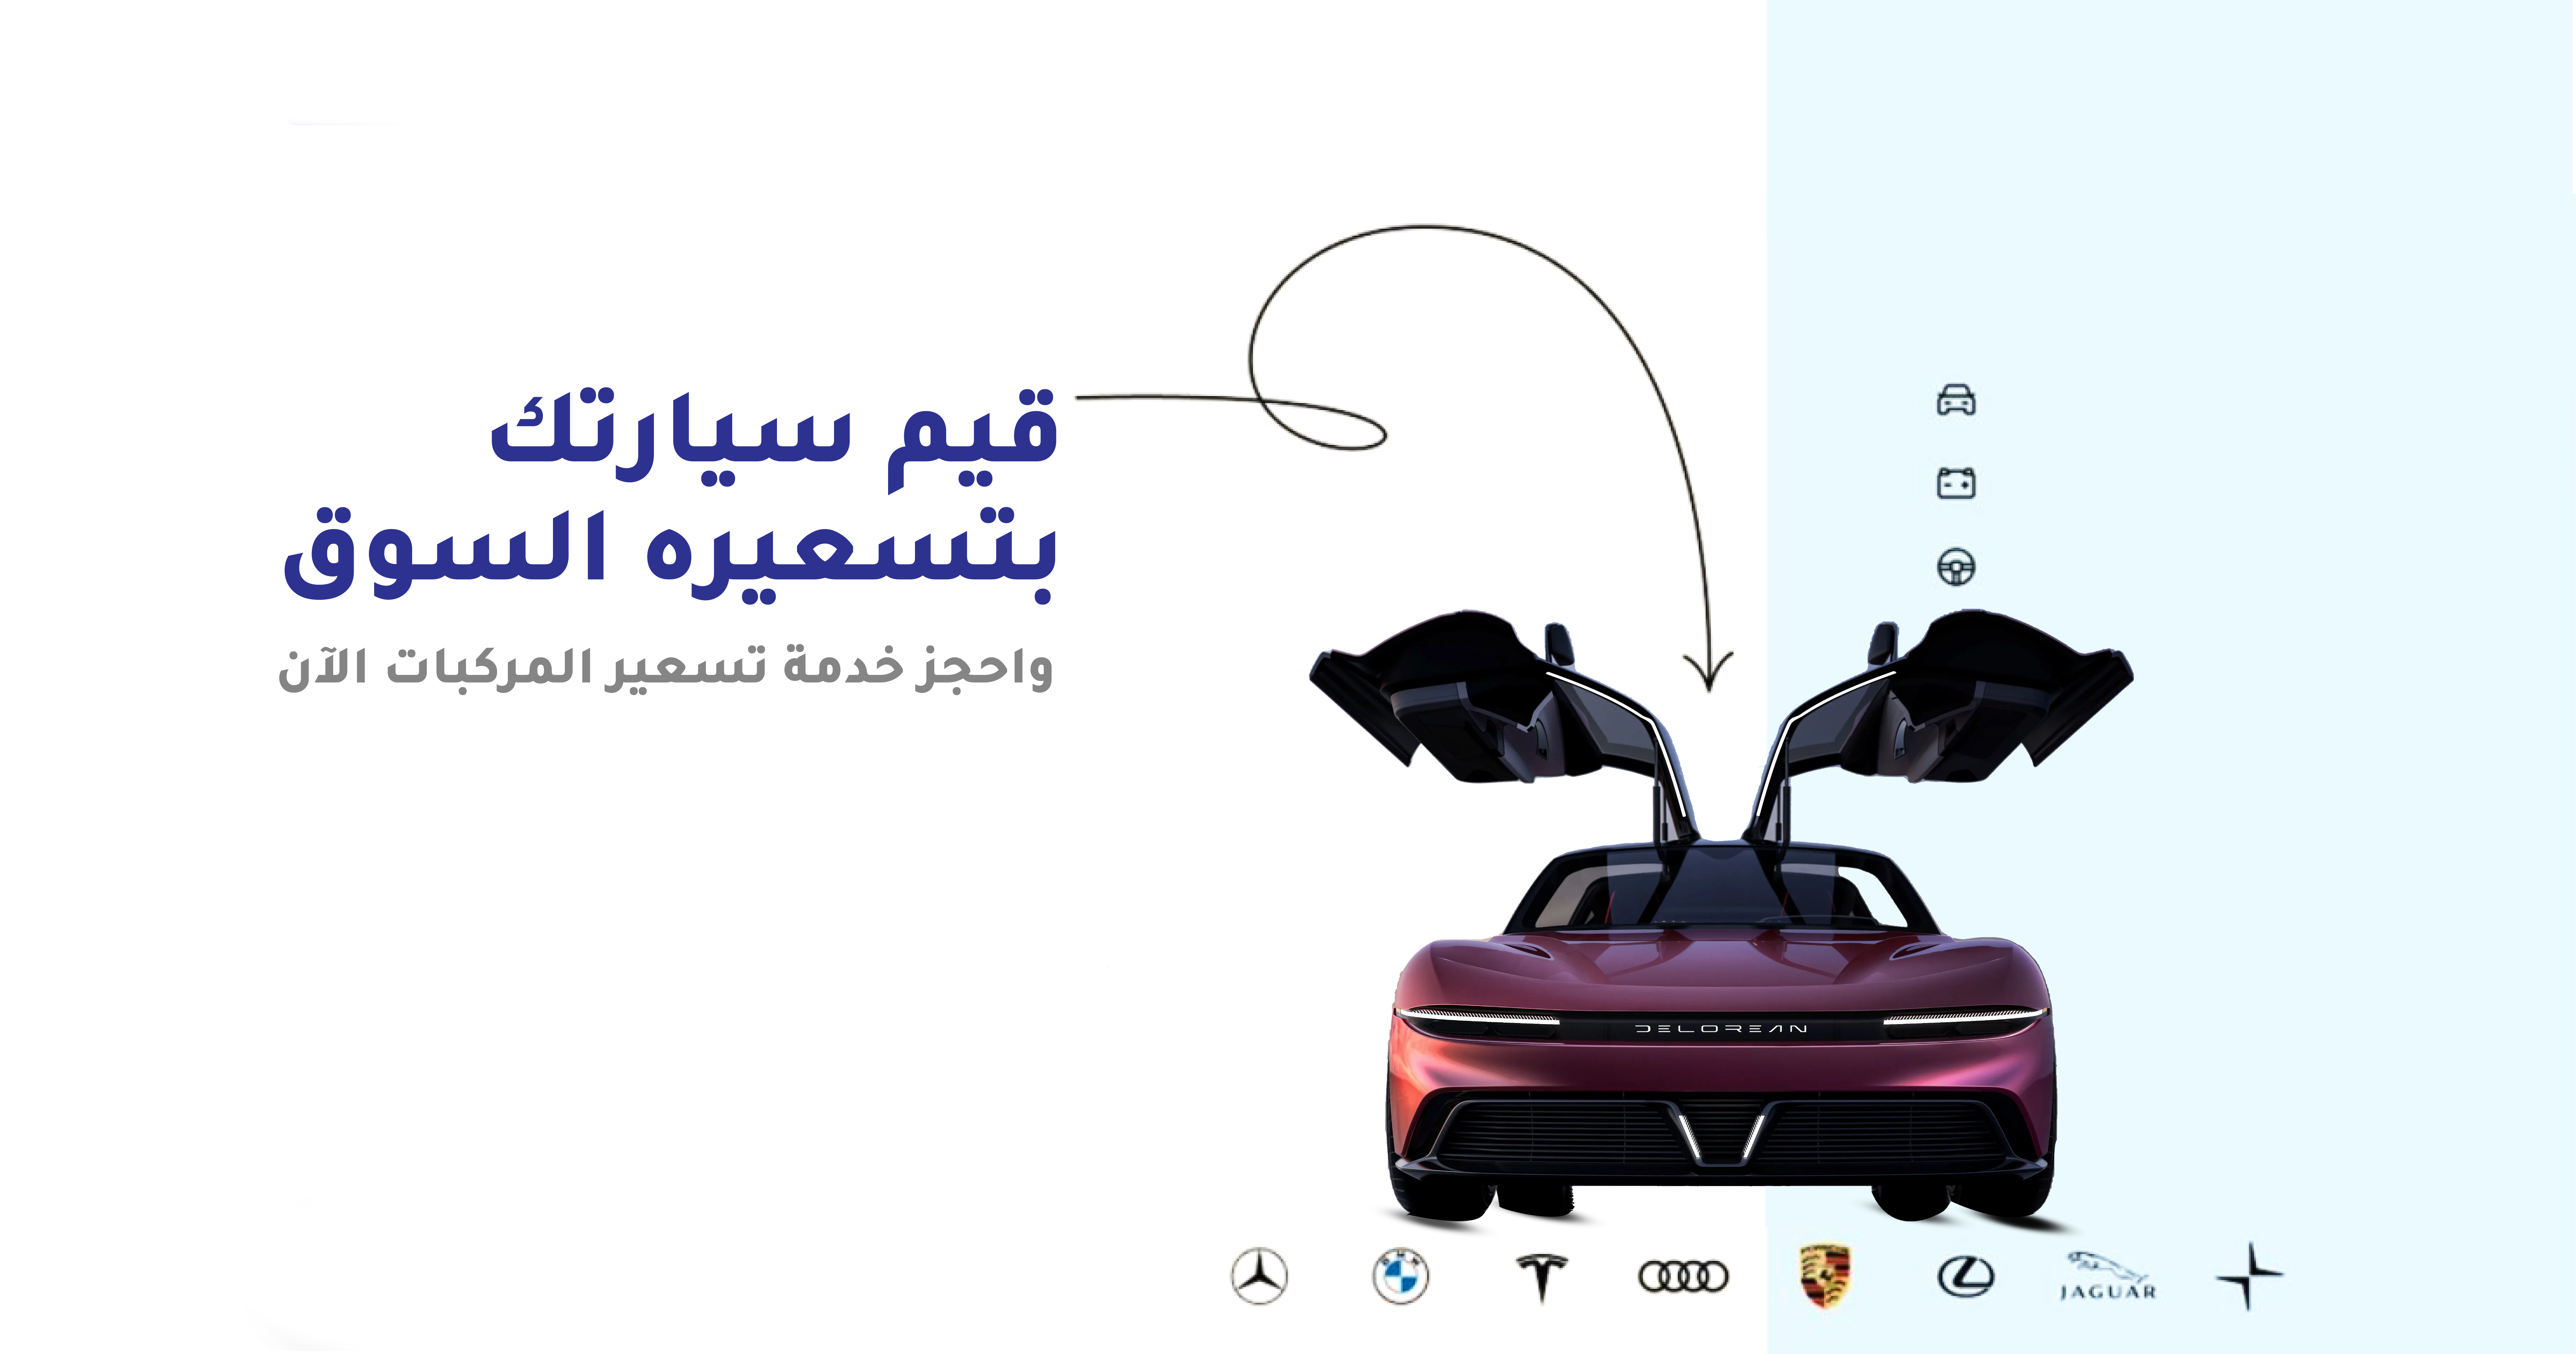 قيم سيارتك
بتسعيره السوق
واحجز خدمة تسعير المركبات الآن
DELOREAN
JAGUAR